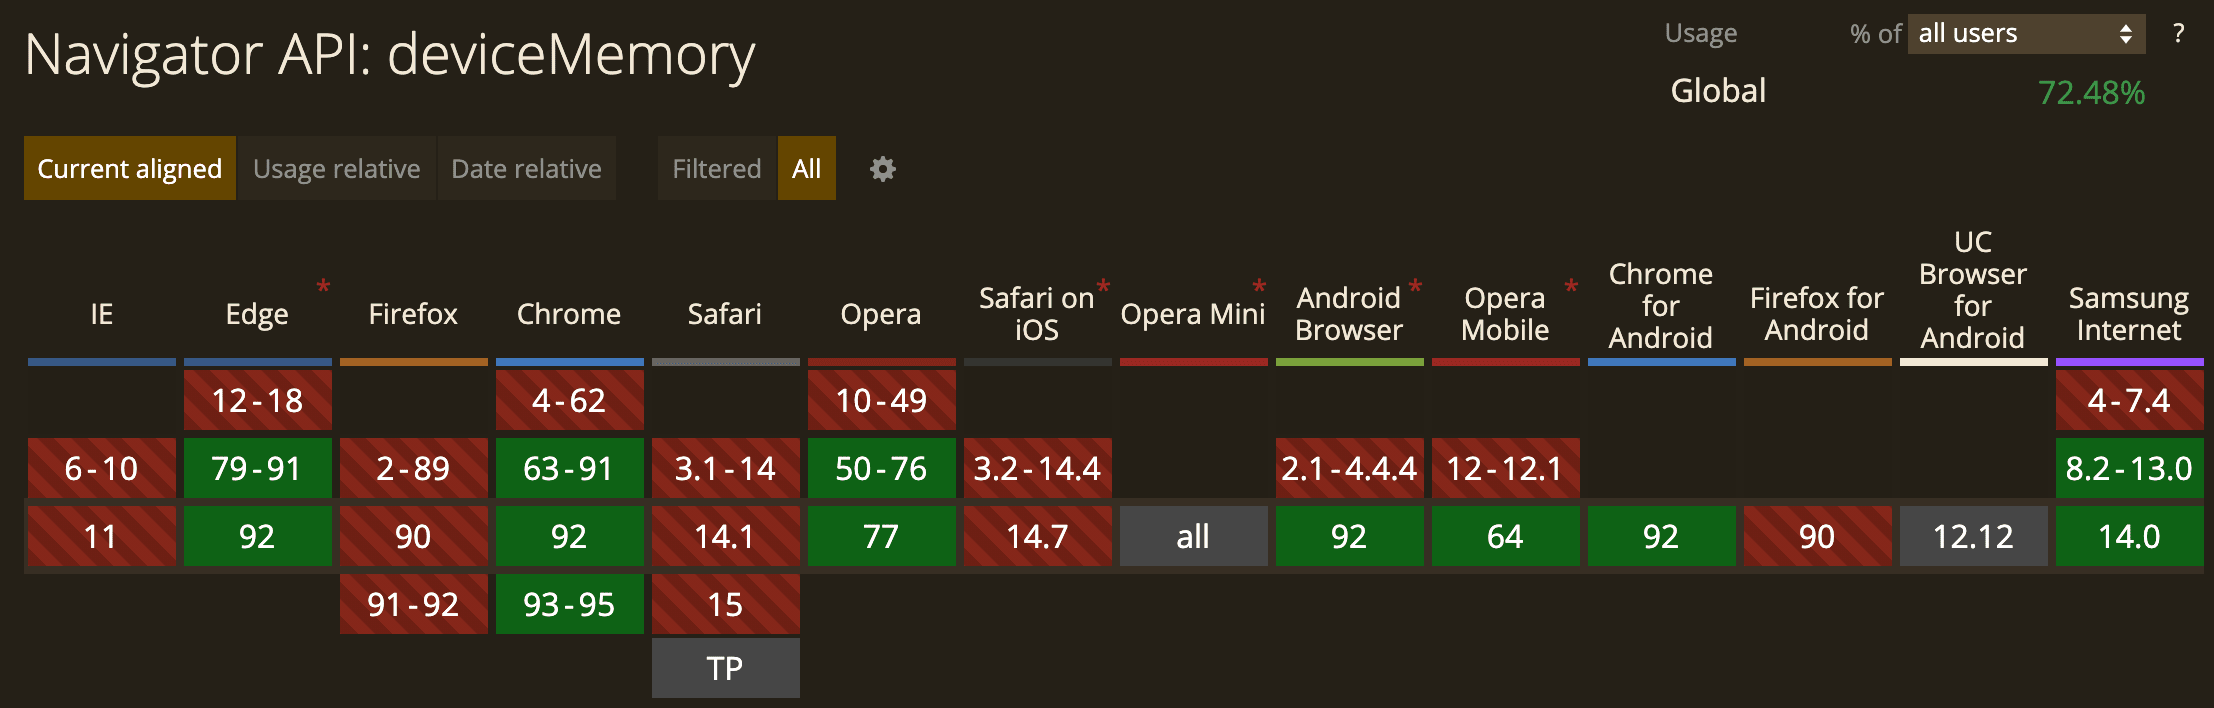 Navigator API: deviceMemory
Usage % of all users ?
Global 72.48%
Current aligned Usage relative Date relative Filtered All
IE
Edge *
Firefox
Chrome
Safari
Opera
Safari on *
iOS
Opera Mini *
Android *
Browser
Opera *
Mobile
Chrome
for
Android
Firefox for
Android
UC
Browser
for
Android
Samsung
Internet
12-18 4-62 10-49 4-7.4
6-10 79-91 2-89 63-91 3.1-14 50-76 3.2-14.4 2.1-4.4.4 12-12.1 8.2-13.0
11 92 90 92 14.1 77 14.7 all 92 64 92 90 12.12 14.0
91-92 93-95 15
TP